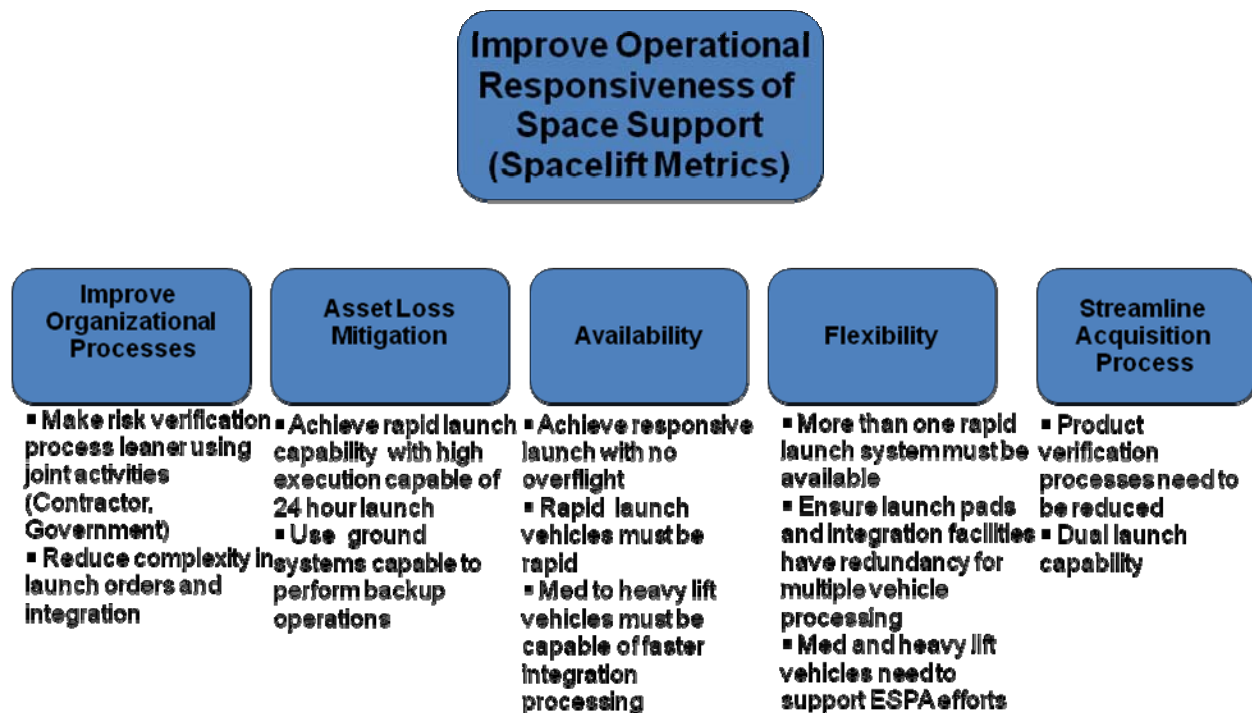 Improve Operational
Responsiveness of
Space Support
(Spacelift Metrics)
Improve
Organizational
Processes
▪ Make risk verification
process leaner using
joint activities
(Contractor,
Government)
▪ Reduce complexity in
launch orders and
integration
Asset Loss
Mitigation
▪ Achieve rapid launch
capability with high
execution capable of
24 hour launch
▪ Use ground
systems capable to
perform backup
operations
Availability
▪ Achieve responsive
launch with no
overflight
▪ Rapid launch
vehicles must be
rapid
▪ Med to heavy lift
vehicles must be
capable of faster
integration
processing
Flexibility
▪ More than one rapid
launch system must be
available
▪ Ensure launch pads
and integration facilities
have redundancy for
multiple vehicle
processing
▪ Med and heavy lift
vehicles need to
support ESPA efforts
Streamline
Acquisition
Process
▪ Product
verification
processes need to
be reduced
▪ Dual launch
capability